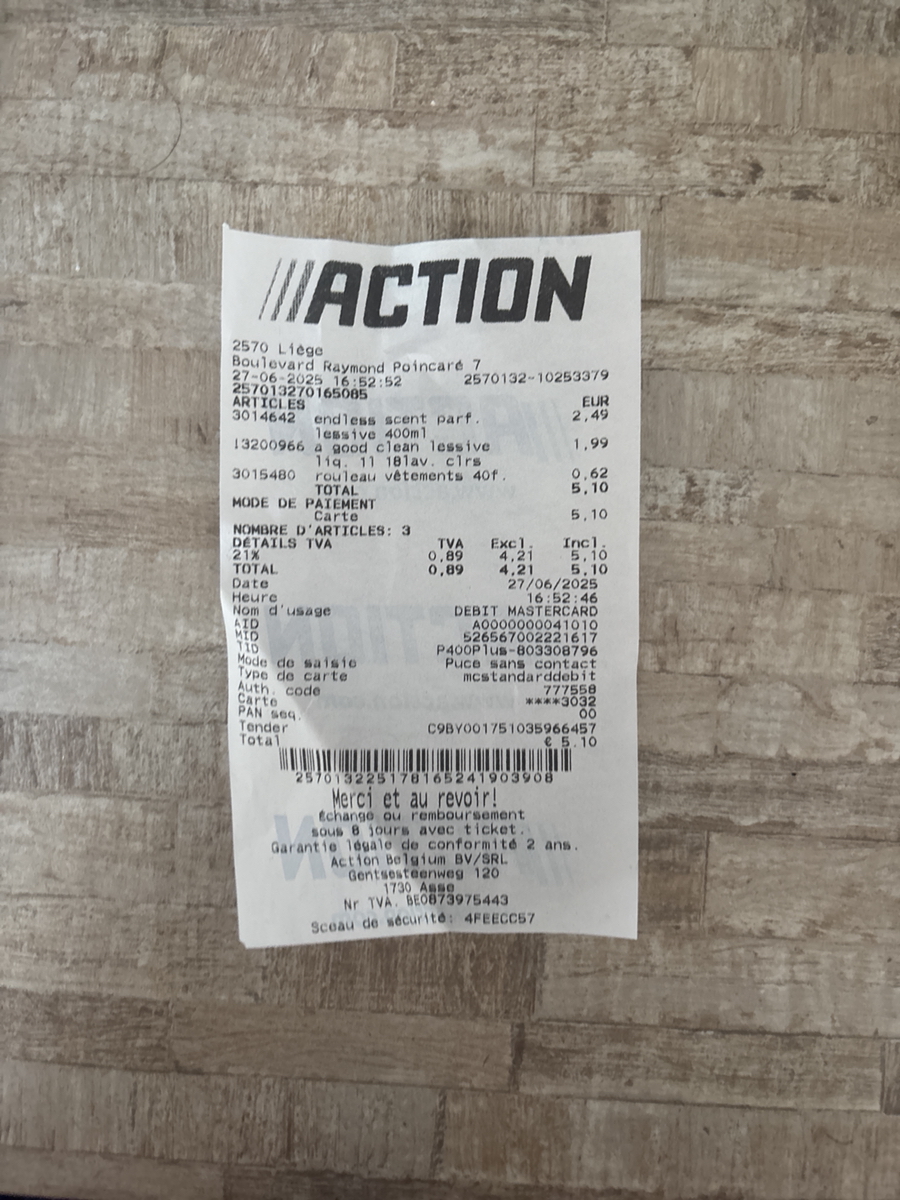 ///ACTION
2570 Liège
Boulevard Raymond Poincaré 7
27-06-2025 16:52:52 2570132-10253379
257013270165085
ARTICLES EUR
3014642 endless scent parf. 2,49
lessive 400ml
13200966 a good clean lessive 1,99
liq. 1l 18lav. clrs
3015480 rouleau vêtements 40f. 0,62
TOTAL 5,10
MODE DE PAIEMENT
Carte 5,10
NOMBRE D'ARTICLES: 3
DÉTAILS TVA TVA Excl. Incl.
21% 0,89 4,21 5,10
TOTAL 0,89 4,21 5,10
Date 27/06/2025
Heure 16:52:46
Nom d'usage DEBIT MASTERCARD
AID A0000000041010
MID 526567002221617
TID P400Plus-803308796
Mode de saisie Puce sans contact
Type de carte mcstandarddebit
Auth. code 777558
Carte ****3032
PAN seq. 00
Tender C9BY001751035966457
Total € 5.10
257013225178165241903908
Merci et au revoir!
Échange ou remboursement
sous 8 jours avec ticket.
Garantie légale de conformité 2 ans.
Action Belgium BV/SRL
Gentsesteenweg 120
1730 Asse
Nr TVA. BE0873975443
Sceau de sécurité: 4FEECC57